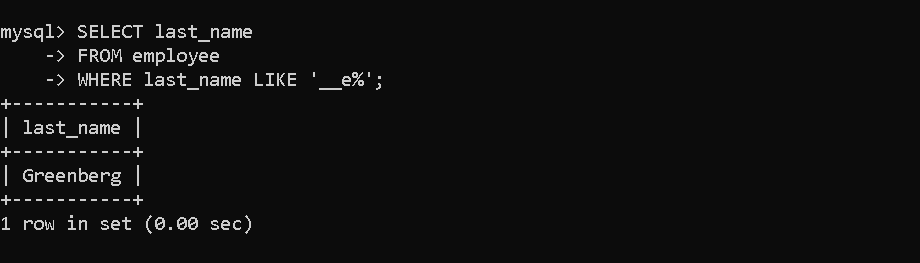 mysql> SELECT last_name
    -> FROM employee
    -> WHERE last_name LIKE '__e%';
+-----------+
| last_name |
+-----------+
| Greenberg |
+-----------+
1 row in set (0.00 sec)